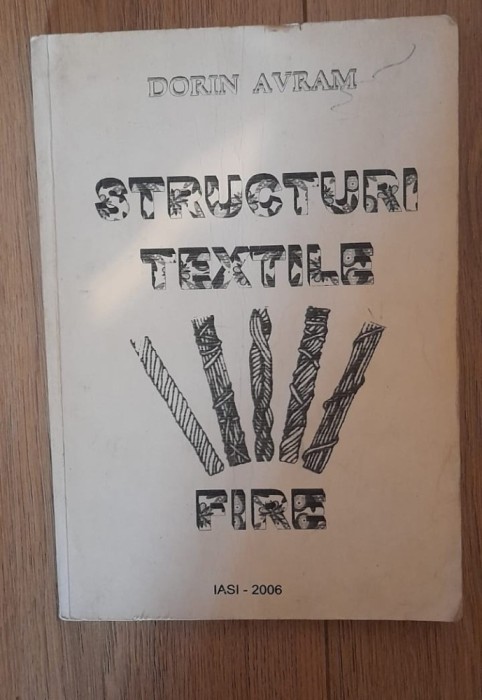 DORIN AVRAM
STRUCTURI
TEXTILE
FIRE
IASI - 2006